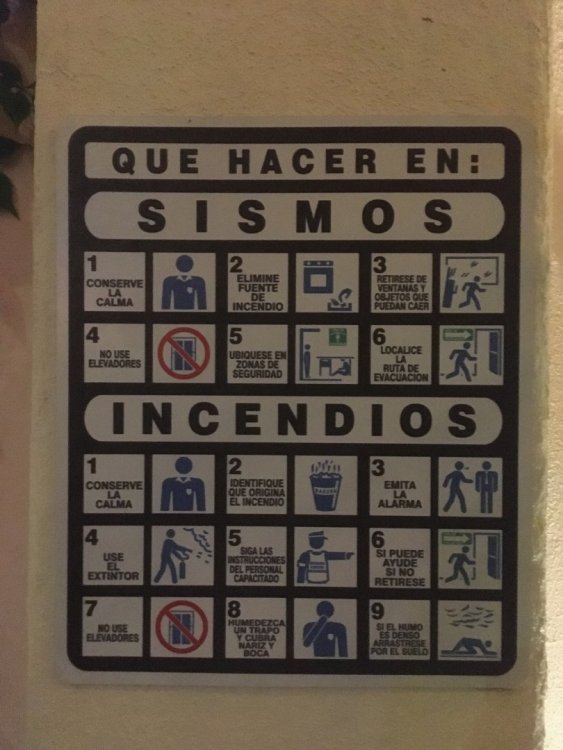 QUE HACER EN:
SISMOS
1
CONSERVE
LA
CALMA
2
ELIMINE
FUENTE
DE
INCENDIO
3
RETIRESE DE
VENTANAS Y
OBJETOS QUE
PUEDAN CAER
4
NO USE
ELEVADORES
5
UBIQUESE EN
ZONAS DE
SEGURIDAD
6
LOCALICE
LA
RUTA DE
EVACUACION
INCENDIOS
1
CONSERVE
LA
CALMA
2
IDENTIFIQUE
QUE ORIGINA
EL INCENDIO
3
EMITA
LA
ALARMA
4
USE
EL
EXTINTOR
5
SIGA LAS
INSTRUCCIONES
DEL PERSONAL
CAPACITADO
6
SI PUEDE
AYUDE
SI NO
RETIRESE
7
NO USE
ELEVADORES
8
HUMEDEZCA
UN TRAPO
Y CUBRA
NARIZ Y
BOCA
9
SI EL HUMO
ES DENSO
ARRASTRESE
POR EL SUELO